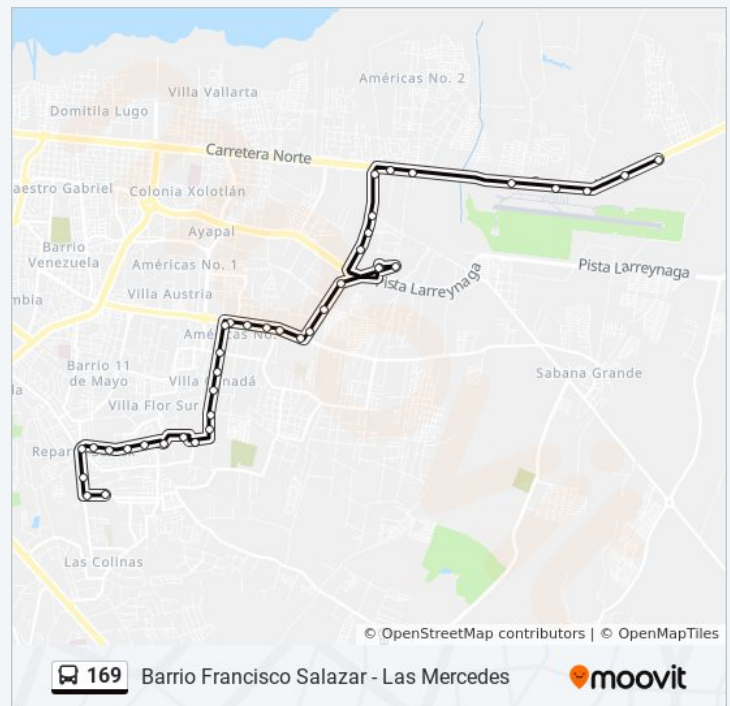 Américas No. 2
Villa Vallarta
Domitila Lugo
Carretera Norte
aestro Gabriel
Colonia Xolotlán
Ayapal
Barrio
Venezuela
Américas No. 1
Pista Larreynaga
Pista Larreynaga
mbia
Villa Austria
Américas No.
Barrio 11
de Mayo
Villa Canadá
Sabana Grande
la
Villa Flor Sur
Repar
Las Colinas
© OpenStreetMap contributors | © OpenMapTiles
169 Barrio Francisco Salazar - Las Mercedes
moovit